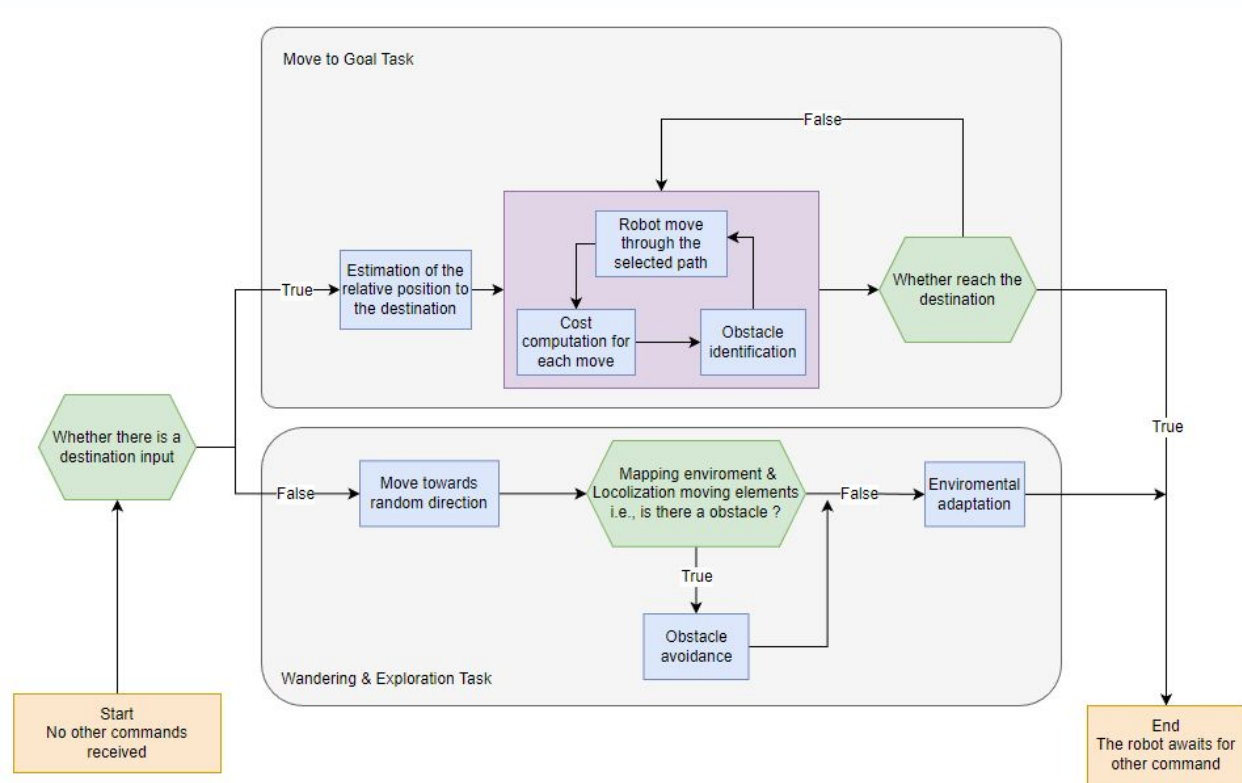 Move to Goal Task
False
Robot move
through the
selected path
Estimation of the
relative position to
the destination
True
Whether reach the
destination
Cost
computation for
each move
Obstacle
identification
Whether there is a
destination input
True
False
Move towards
random direction
Mapping enviroment &
Locolization moving elements
i.e., is there a obstacle ?
False
Enviromental
adaptation
True
Obstacle
avoidance
Wandering & Exploration Task
Start
No other commands
received
End
The robot awaits for
other command